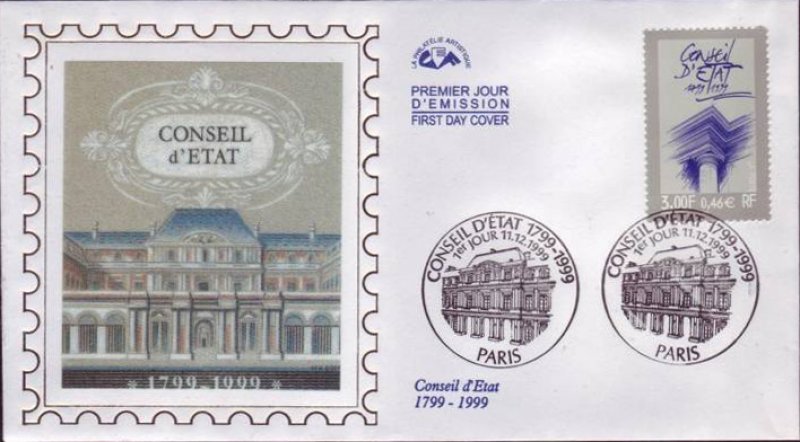 CONSEIL
d'ETAT
* 1799-1999 *
LA PHILATÉLIE ARTISTIQUE
PREMIER JOUR
D'EMISSION
FIRST DAY COVER
ConSeil
D'ETAT
1799/1999
3,00F 0,46€ RF
CONSEIL D'ÉTAT 1799-1999
1er JOUR 11.12.1999
PARIS
CONSEIL D'ÉTAT 1799-1999
1er JOUR 11.12.1999
PARIS
Conseil d'Etat
1799 - 1999